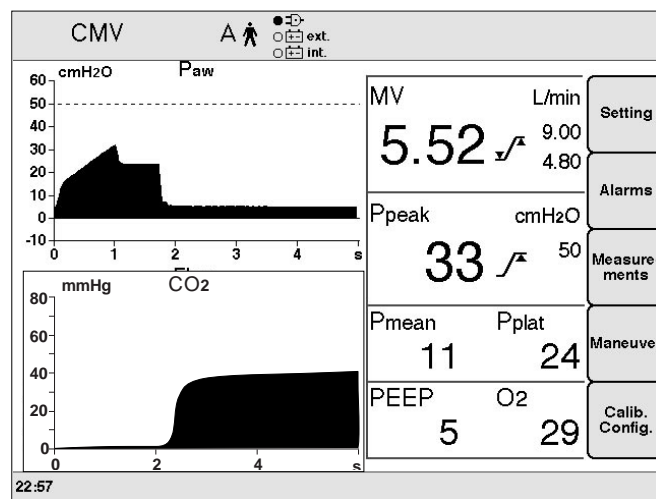 CMV A
ext.
int.
cmH2O Paw
60
50
40
30
20
10
0
-10
0 1 2 3 4 s
mmHg CO2
80
60
40
20
0
0 2 4 s
MV L/min
5.52 9.00
4.80
Ppeak cmH2O
33 50
Pmean Pplat
11 24
PEEP O2
5 29
Setting
Alarms
Measure
ments
Maneuver
Calib.
Config.
22:57